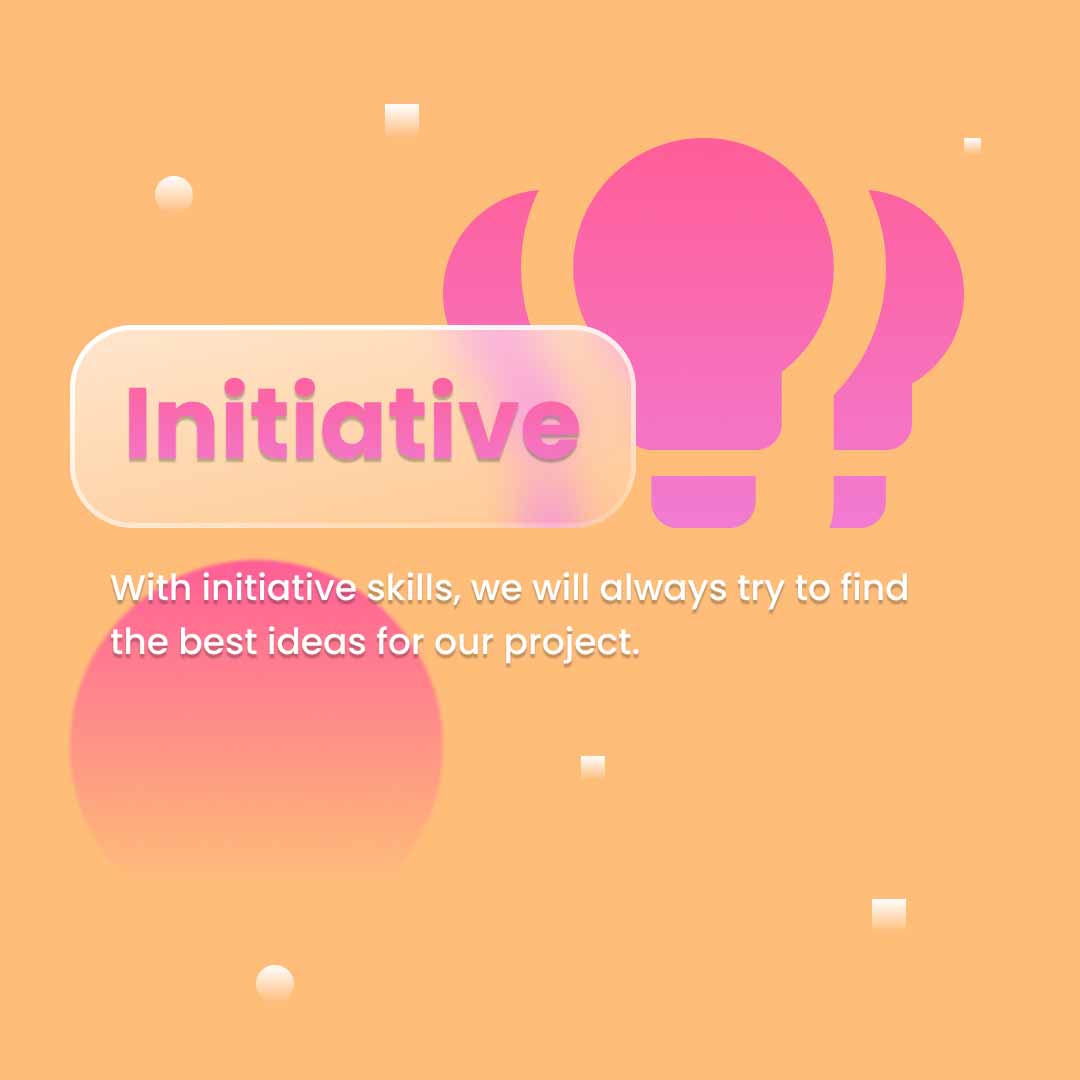 Initiative
With initiative skills, we will always try to find
the best ideas for our project.